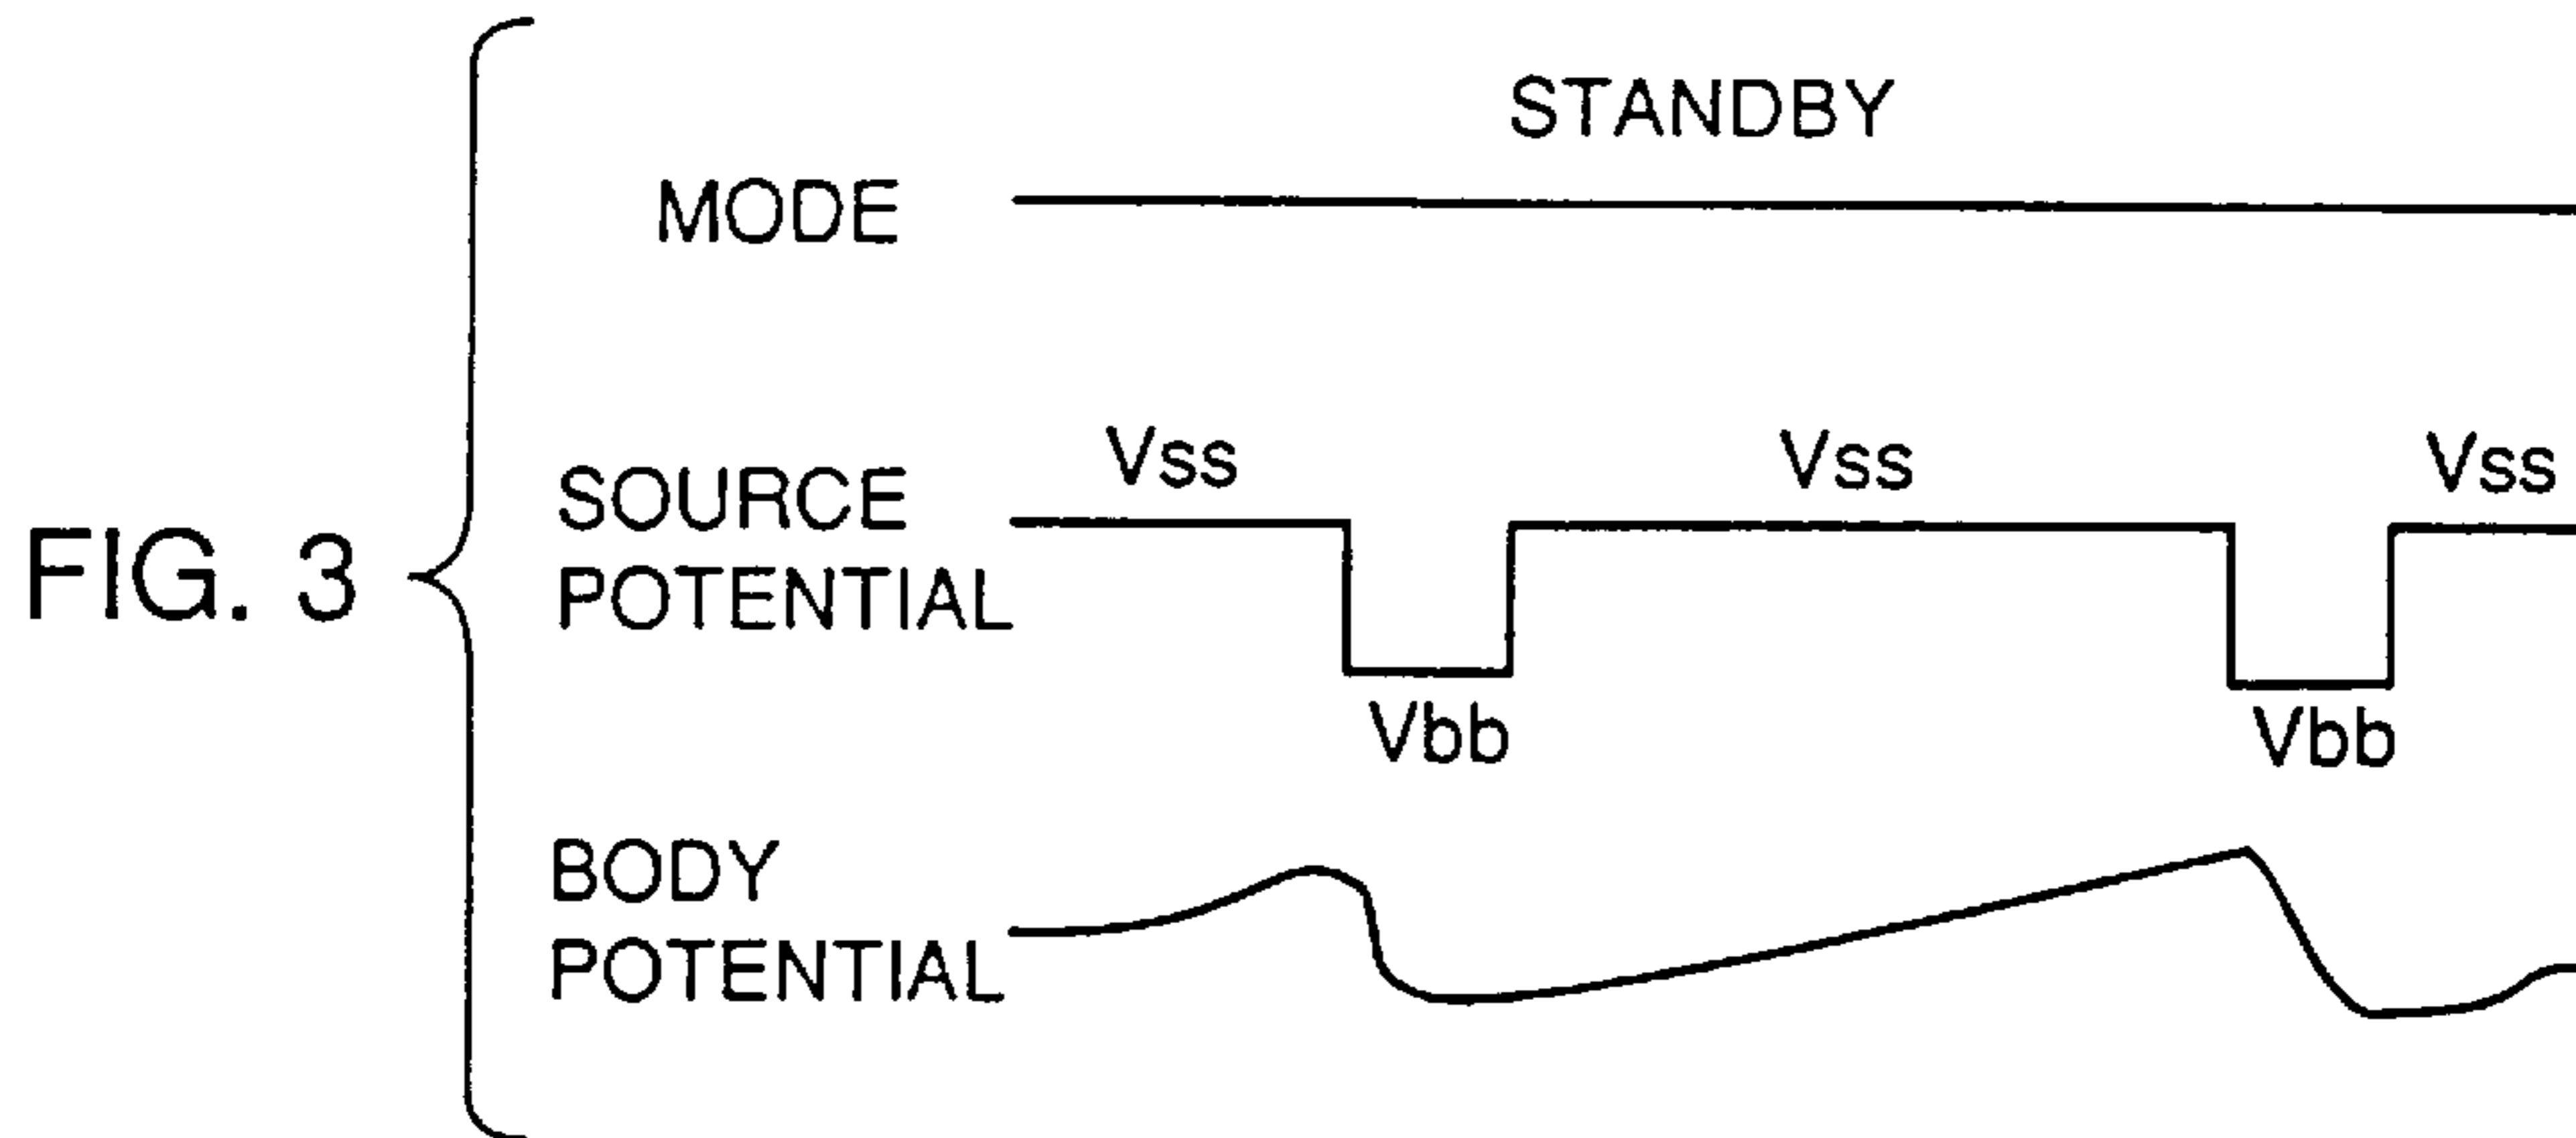 FIG. 3
STANDBY
MODE
Vss Vss Vss
SOURCE
POTENTIAL
Vbb Vbb
BODY
POTENTIAL